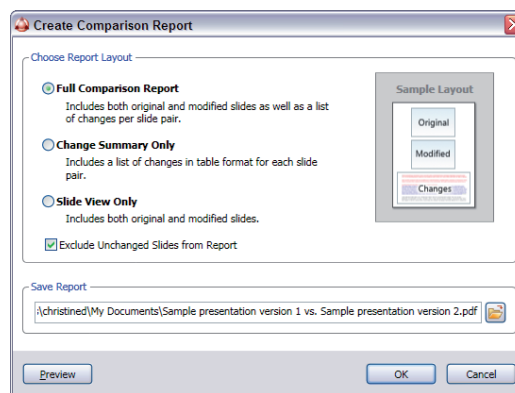 Create Comparison Report
Choose Report Layout
Full Comparison Report
Includes both original and modified slides as well as a list
of changes per slide pair.
Change Summary Only
Includes a list of changes in table format for each slide
pair.
Slide View Only
Includes both original and modified slides.
Exclude Unchanged Slides from Report
Sample Layout
Original
Modified
Changes
Save Report
:\christined\My Documents\Sample presentation version 1 vs. Sample presentation version 2.pdf
Preview
OK
Cancel